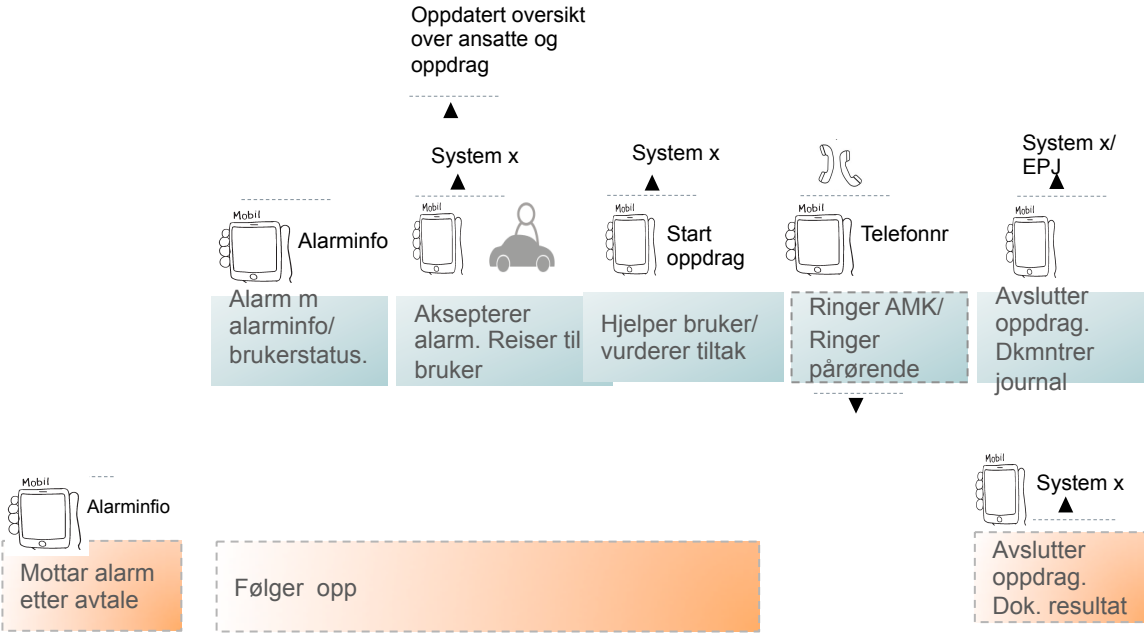 Oppdatert oversikt
over ansatte og
oppdrag
System x
System x
System x/
EPJ
Mobil
Alarminfo
Mobil
Mobil
Start
oppdrag
Mobil
Telefonnr
Mobil
Alarm m
alarminfo/
brukerstatus.
Aksepterer
alarm. Reiser til
bruker
Hjelper bruker/
vurderer tiltak
Ringer AMK/
Ringer
pårørende
Avslutter
oppdrag.
Dkmntrer
journal
Mobil
Alarminfio
Mobil
System x
Mottar alarm
etter avtale
Følger opp
Avslutter
oppdrag.
Dok. resultat